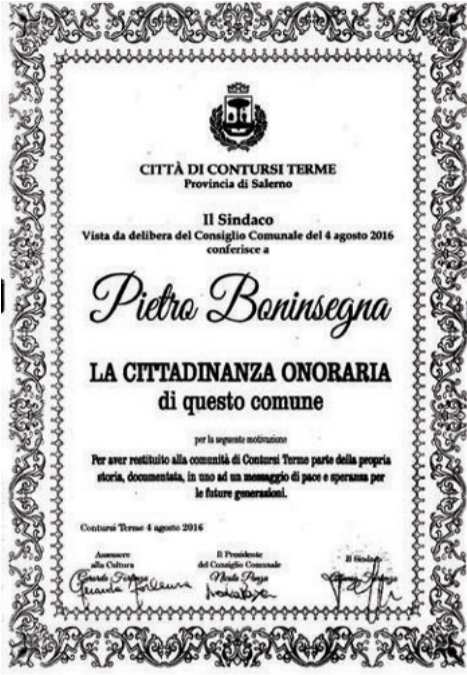 CITTÀ DI CONTURSI TERME
Provincia di Salerno
Il Sindaco
Vista da delibera del Consiglio Comunale del 4 agosto 2016
conferisce a
Pietro Boninsegna
LA CITTADINANZA ONORARIA
di questo comune
per la seguente motivazione
Per aver restituito alla comunità di Contursi Terme parte della propria
storia, documentata, in uno ad un messaggio di pace e speranza per
le future generazioni.
Contursi Terme 4 agosto 2016
Assessore
alla Cultura
Il Presidente
del Consiglio Comunale
Il Sindaco
Gerarda Forlenza